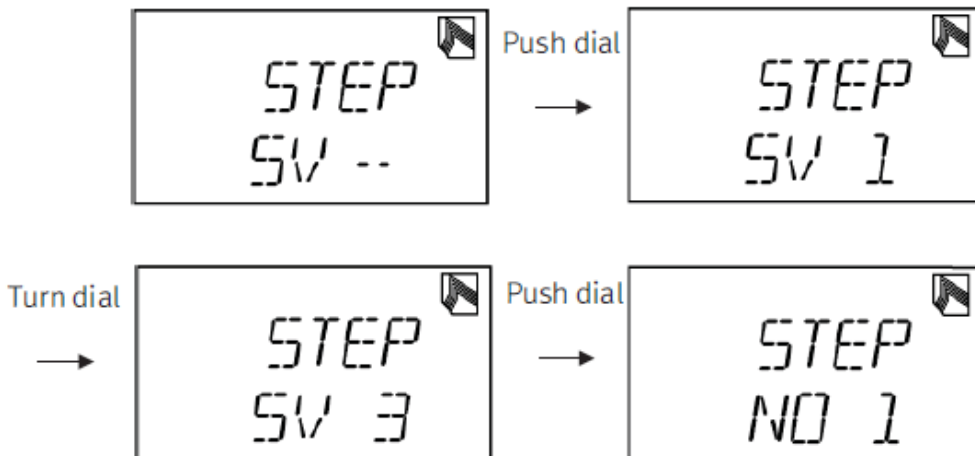 STEP
SV --
Push dial
STEP
SV 1
Turn dial
STEP
SV 3
Push dial
STEP
NO 1